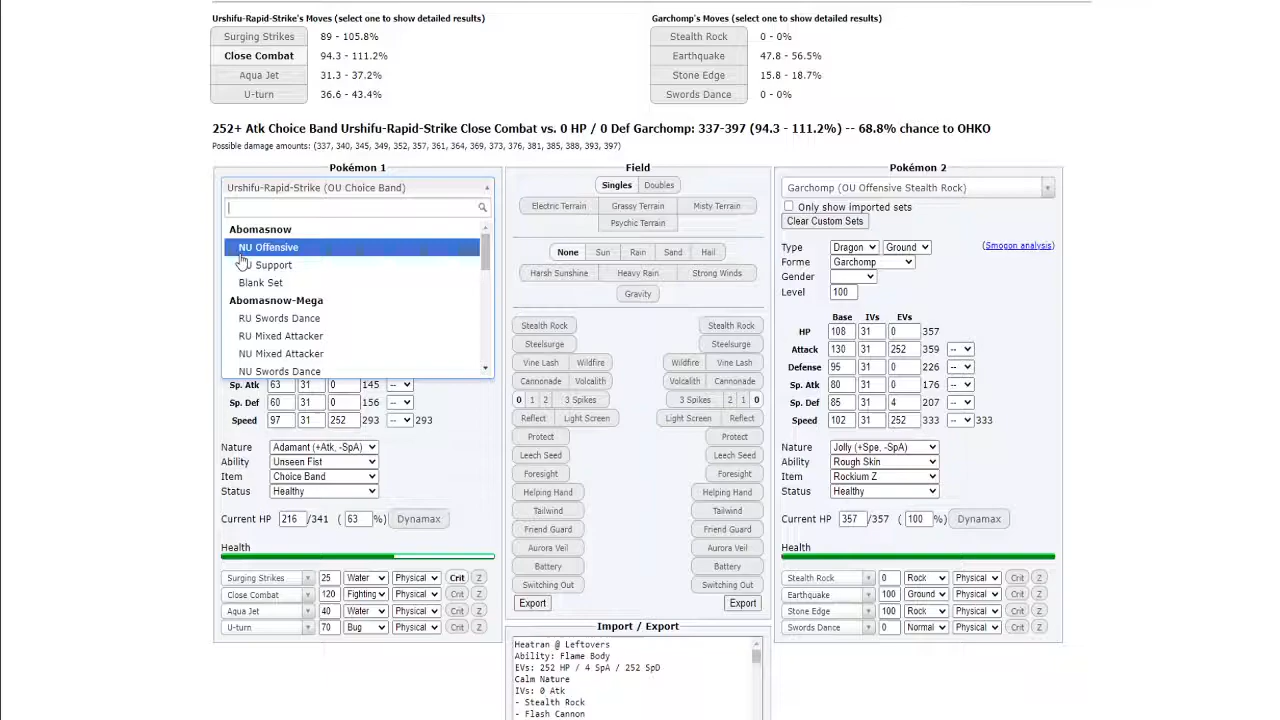 Urshifu-Rapid-Strike's Moves (select one to show detailed results)
Surging Strikes 89 - 105.8%
Close Combat 94.3 - 111.2%
Aqua Jet 31.3 - 37.2%
U-turn 36.6 - 43.4%
Garchomp's Moves (select one to show detailed results)
Stealth Rock 0 - 0%
Earthquake 47.8 - 56.5%
Stone Edge 15.8 - 18.7%
Swords Dance 0 - 0%
252+ Atk Choice Band Urshifu-Rapid-Strike Close Combat vs. 0 HP / 0 Def Garchomp: 337-397 (94.3 - 111.2%) -- 68.8% chance to OHKO
Possible damage amounts: (337, 340, 345, 349, 352, 357, 361, 364, 369, 373, 376, 381, 385, 388, 393, 397)
Pokémon 1
Urshifu-Rapid-Strike (OU Choice Band)
Abomasnow
NU Offensive
U Support
Blank Set
Abomasnow-Mega
RU Swords Dance
RU Mixed Attacker
NU Mixed Attacker
NU Swords Dance
Sp. Atk 63 31 0 145 --
Sp. Def 60 31 0 156 --
Speed 97 31 252 293 -- 293
Nature Adamant (+Atk, -SpA)
Ability Unseen Fist
Item Choice Band
Status Healthy
Current HP 216 /341 ( 63 %) Dynamax
Health
Surging Strikes 25 Water Physical Crit Z
Close Combat 120 Fighting Physical Crit Z
Aqua Jet 40 Water Physical Crit Z
U-turn 70 Bug Physical Crit Z
Field
Singles Doubles
Electric Terrain Grassy Terrain Misty Terrain
Psychic Terrain
None Sun Rain Sand Hail
Harsh Sunshine Heavy Rain Strong Winds
Gravity
Stealth Rock Stealth Rock
Steelsurge Steelsurge
Vine Lash Wildfire Wildfire Vine Lash
Cannonade Volcalith Volcalith Cannonade
0 1 2 3 Spikes 3 Spikes 2 1 0
Reflect Light Screen Light Screen Reflect
Protect Protect
Leech Seed Leech Seed
Foresight Foresight
Helping Hand Helping Hand
Tailwind Tailwind
Friend Guard Friend Guard
Aurora Veil Aurora Veil
Battery Battery
Switching Out Switching Out
Export Export
Import / Export
Heatran @ Leftovers
Ability: Flame Body
EVs: 252 HP / 4 SpA / 252 SpD
Calm Nature
IVs: 0 Atk
- Stealth Rock
- Flash Cannon
Pokémon 2
Garchomp (OU Offensive Stealth Rock)
Only show imported sets
Clear Custom Sets
Type Dragon Ground (Smogon analysis)
Forme Garchomp
Gender
Level 100
Base IVs EVs
HP 108 31 0 357
Attack 130 31 252 359 --
Defense 95 31 0 226 --
Sp. Atk 80 31 0 176 --
Sp. Def 85 31 4 207 --
Speed 102 31 252 333 -- 333
Nature Jolly (+Spe, -SpA)
Ability Rough Skin
Item Rockium Z
Status Healthy
Current HP 357 /357 ( 100 %) Dynamax
Health
Stealth Rock 0 Rock Physical Crit Z
Earthquake 100 Ground Physical Crit Z
Stone Edge 100 Rock Physical Crit Z
Swords Dance 0 Normal Physical Crit Z